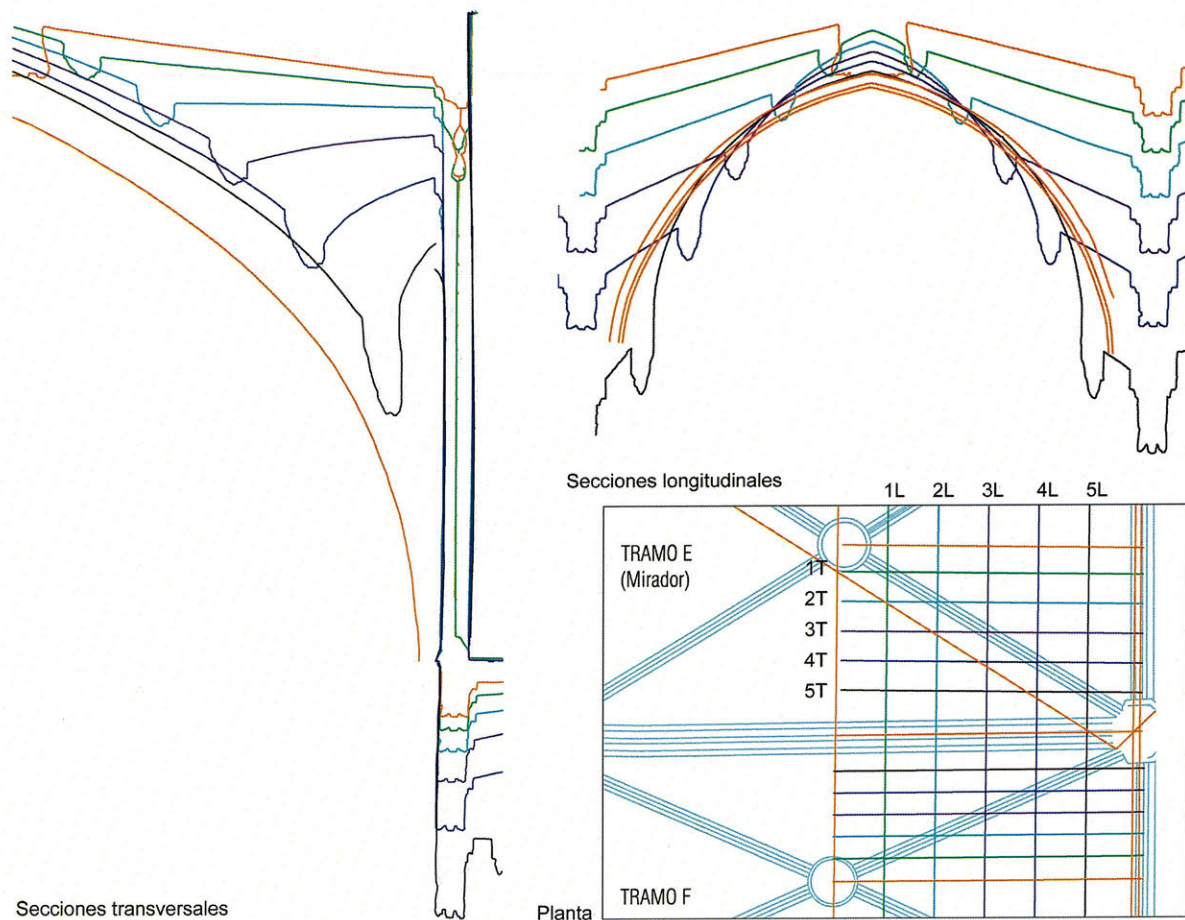 Secciones longitudinales
1L 2L 3L 4L 5L
TRAMO E
(Mirador)
1T
2T
3T
4T
5T
TRAMO F
Secciones transversales
Planta